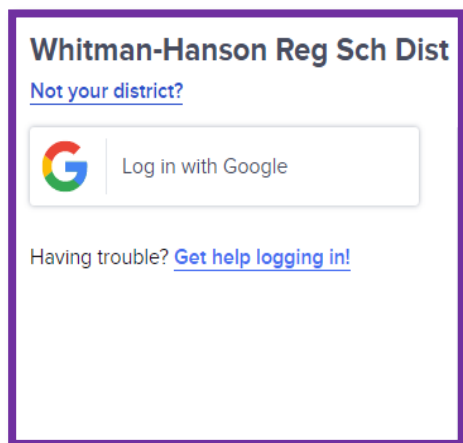 Whitman-Hanson Reg Sch Dist
Not your district?
Log in with Google
Having trouble? Get help logging in!